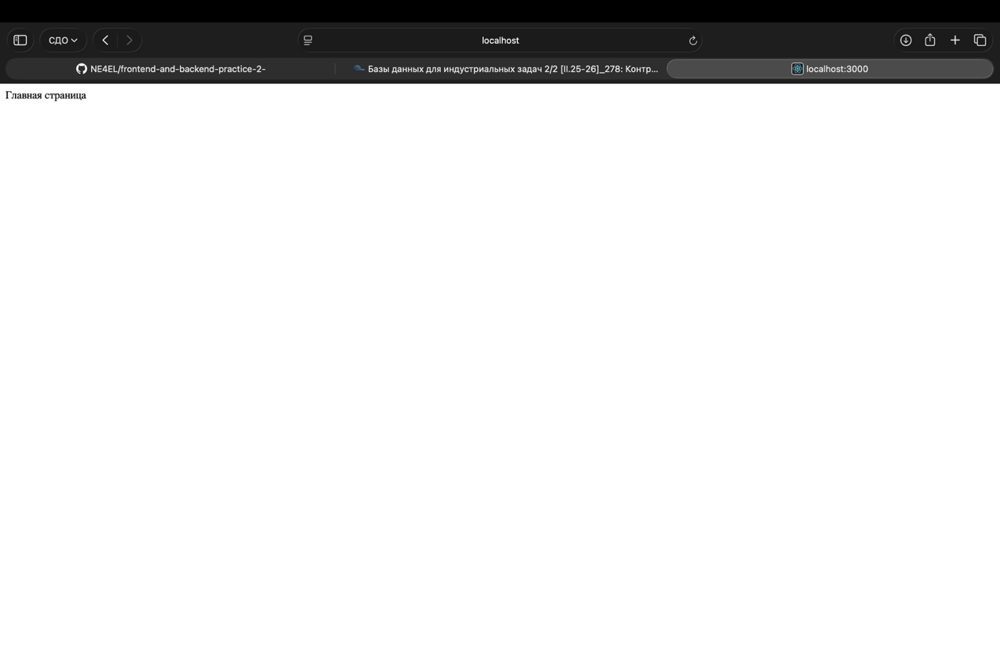 СДО
localhost
NE4EL/frontend-and-backend-practice-2-
Базы данных для индустриальных задач 2/2 [II.25-26]_278: Контр...
localhost:3000
Главная страница